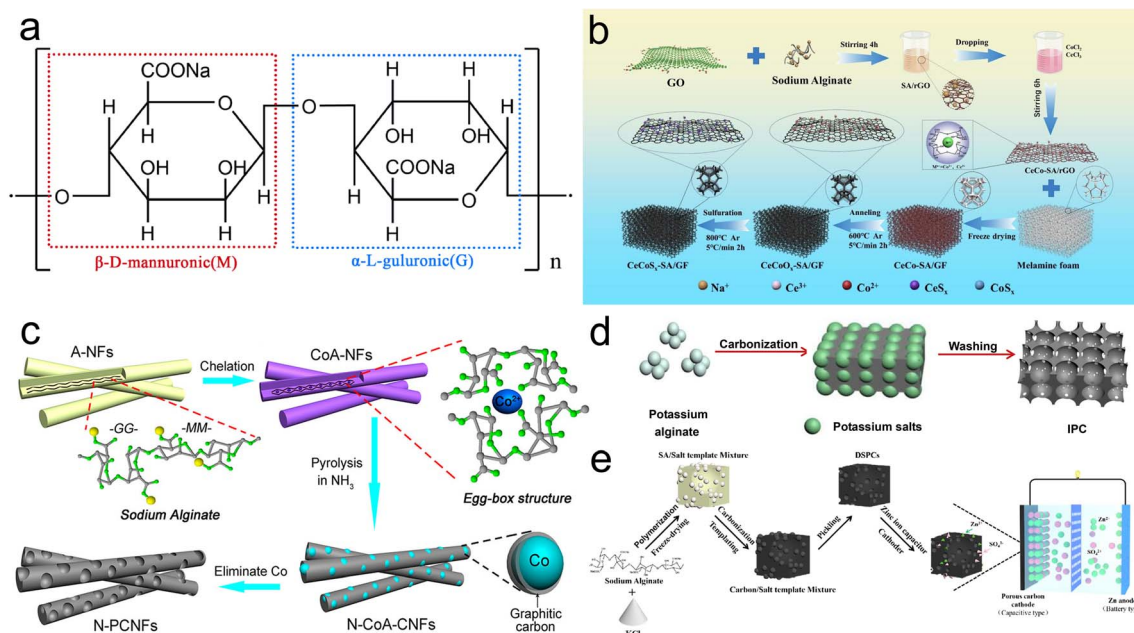 a
COONa
O
H
H
H
O
O
OH
OH
H
H
H
H
H
OH
OH
COONa
O
H
H
n
β-D-mannuronic(M)
α-L-guluronic(G)
b
GO
Sodium Alginate
Stirring 4h
SA/rGO
Dropping
CoCl₂
CeCl₃
Stirring 6h
CeCo-SA/rGO
Melamine foam
Freeze drying
CeCo-SA/GF
Anneling
600°C Ar
5°C/min 2h
CeCoOₓ-SA/GF
Sulfuration
800°C Ar
5°C/min 2h
CeCoSₓ-SA/GF
Na⁺
Ce³⁺
Co²⁺
CeSₓ
CoSₓ
c
A-NFs
Chelation
CoA-NFs
-GG-
-MM-
Sodium Alginate
Co²⁺
Egg-box structure
Pyrolysis
in NH₃
Co
Graphitic
carbon
N-CoA-CNFs
Eliminate Co
N-PCNFs
d
Potassium
alginate
Carbonization
Potassium salts
Washing
IPC
e
SA/Salt template Mixture
Polymerization
Freeze-drying
Sodium Alginate
Carbonization
Templating
Carbon/Salt template Mixture
Pickling
DSPCs
Zinc ion capacitor
Cathoder
SO₄²⁻
Zn²⁺
SO₄²⁻
Porous carbon
cathode
(Capacitive type)
Zn anode